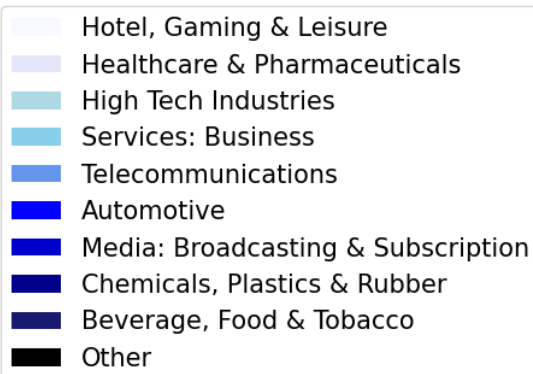 Hotel, Gaming & Leisure
Healthcare & Pharmaceuticals
High Tech Industries
Services: Business
Telecommunications
Automotive
Media: Broadcasting & Subscription
Chemicals, Plastics & Rubber
Beverage, Food & Tobacco
Other